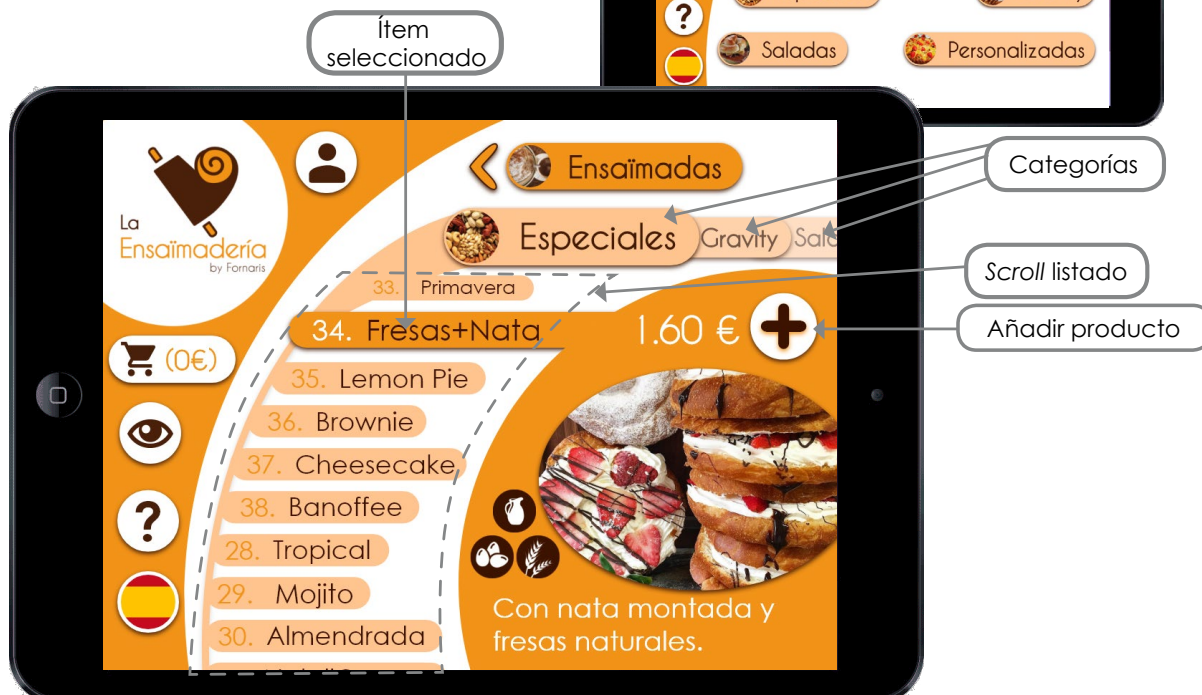 ?
Saladas
Personalizadas
Ítem
seleccionado
La
Ensaïmadería
by Fornaris
Ensaïmadas
Categorías
Especiales
Gravity
Scroll listado
33. Primavera
34. Fresas+Nata
1.60 €
Añadir producto
(0€)
35. Lemon Pie
36. Brownie
37. Cheesecake
38. Banoffee
?
28. Tropical
29. Mojito
30. Almendrada
Con nata montada y
fresas naturales.